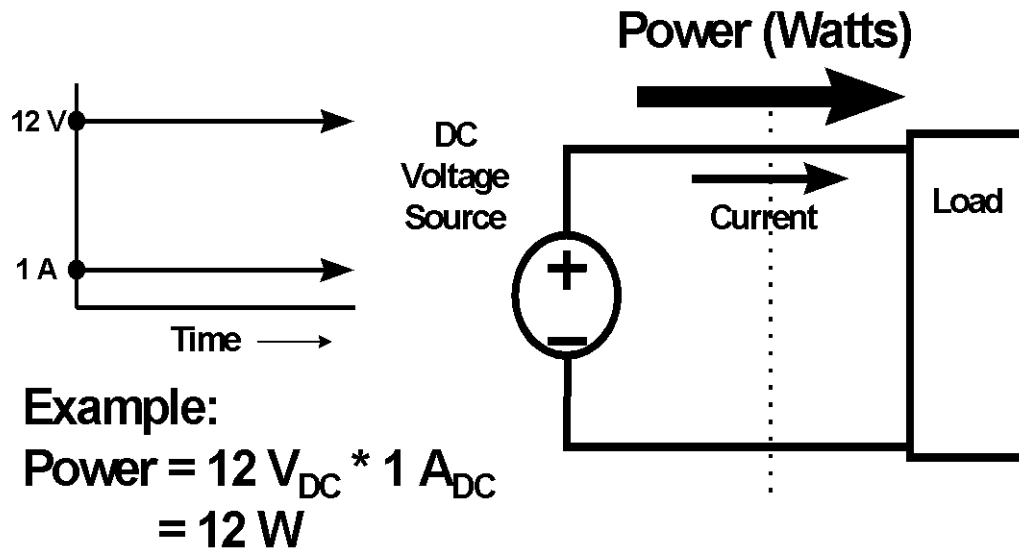 Power (Watts)
12 V
DC
Voltage
Source
Current
Load
1 A
Time
+
−
Example:
Power = 12 VDC * 1 ADC
= 12 W